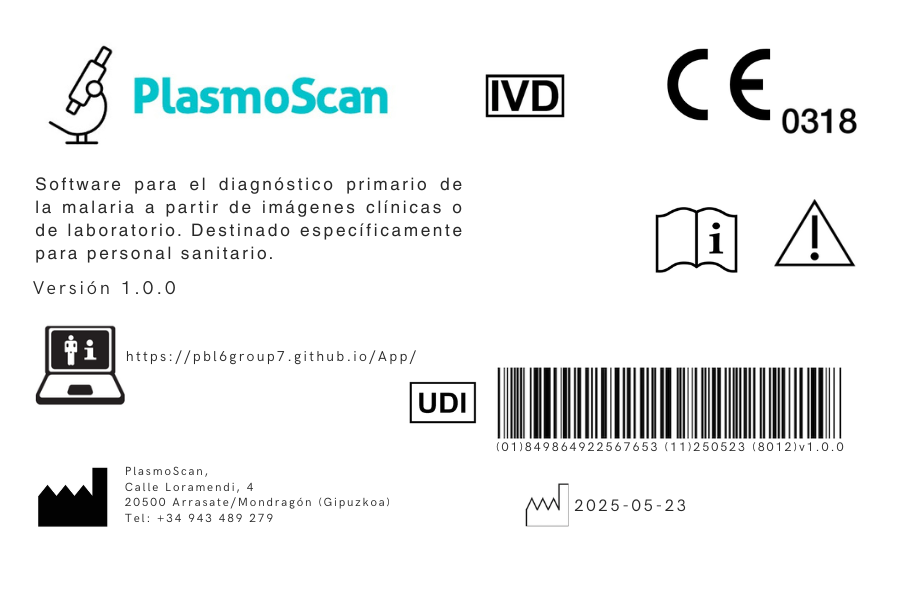 PlasmoScan
IVD
CE
0318
Software para el diagnóstico primario de
la malaria a partir de imágenes clínicas o
de laboratorio. Destinado específicamente
para personal sanitario.
Versión 1.0.0
https://pbl6group7.github.io/App/
UDI
(01)849864922567653 (11)250523 (8012)v1.0.0
PlasmoScan,
Calle Loramendi, 4
20500 Arrasate/Mondragón (Gipuzkoa)
Tel: +34 943 489 279
2025-05-23